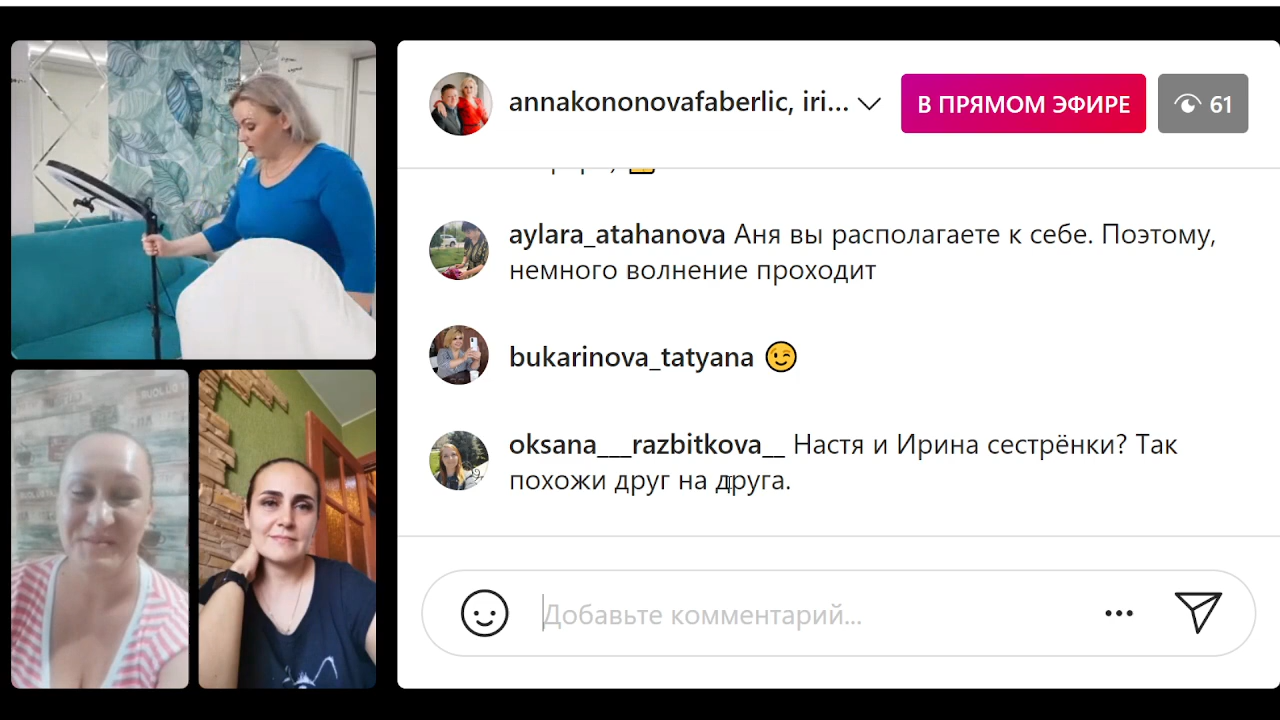 annakononovafaberlic, iri...
В ПРЯМОМ ЭФИРЕ
61
aylara_atahanova Аня вы располагаете к себе. Поэтому,
немного волнение проходит
bukarinova_tatyana 😉
oksana___razbitkova__ Настя и Ирина сестрёнки? Так
похожи друг на друга.
Добавьте комментарий...